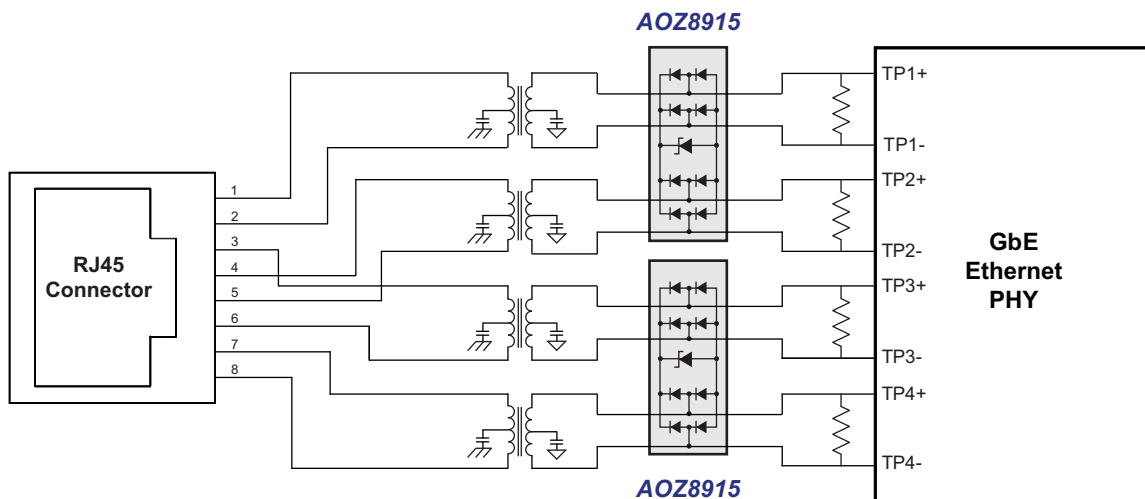 AOZ8915
RJ45
Connector
1
2
3
4
5
6
7
8
TP1+
TP1-
TP2+
TP2-
TP3+
TP3-
TP4+
TP4-
GbE
Ethernet
PHY
AOZ8915